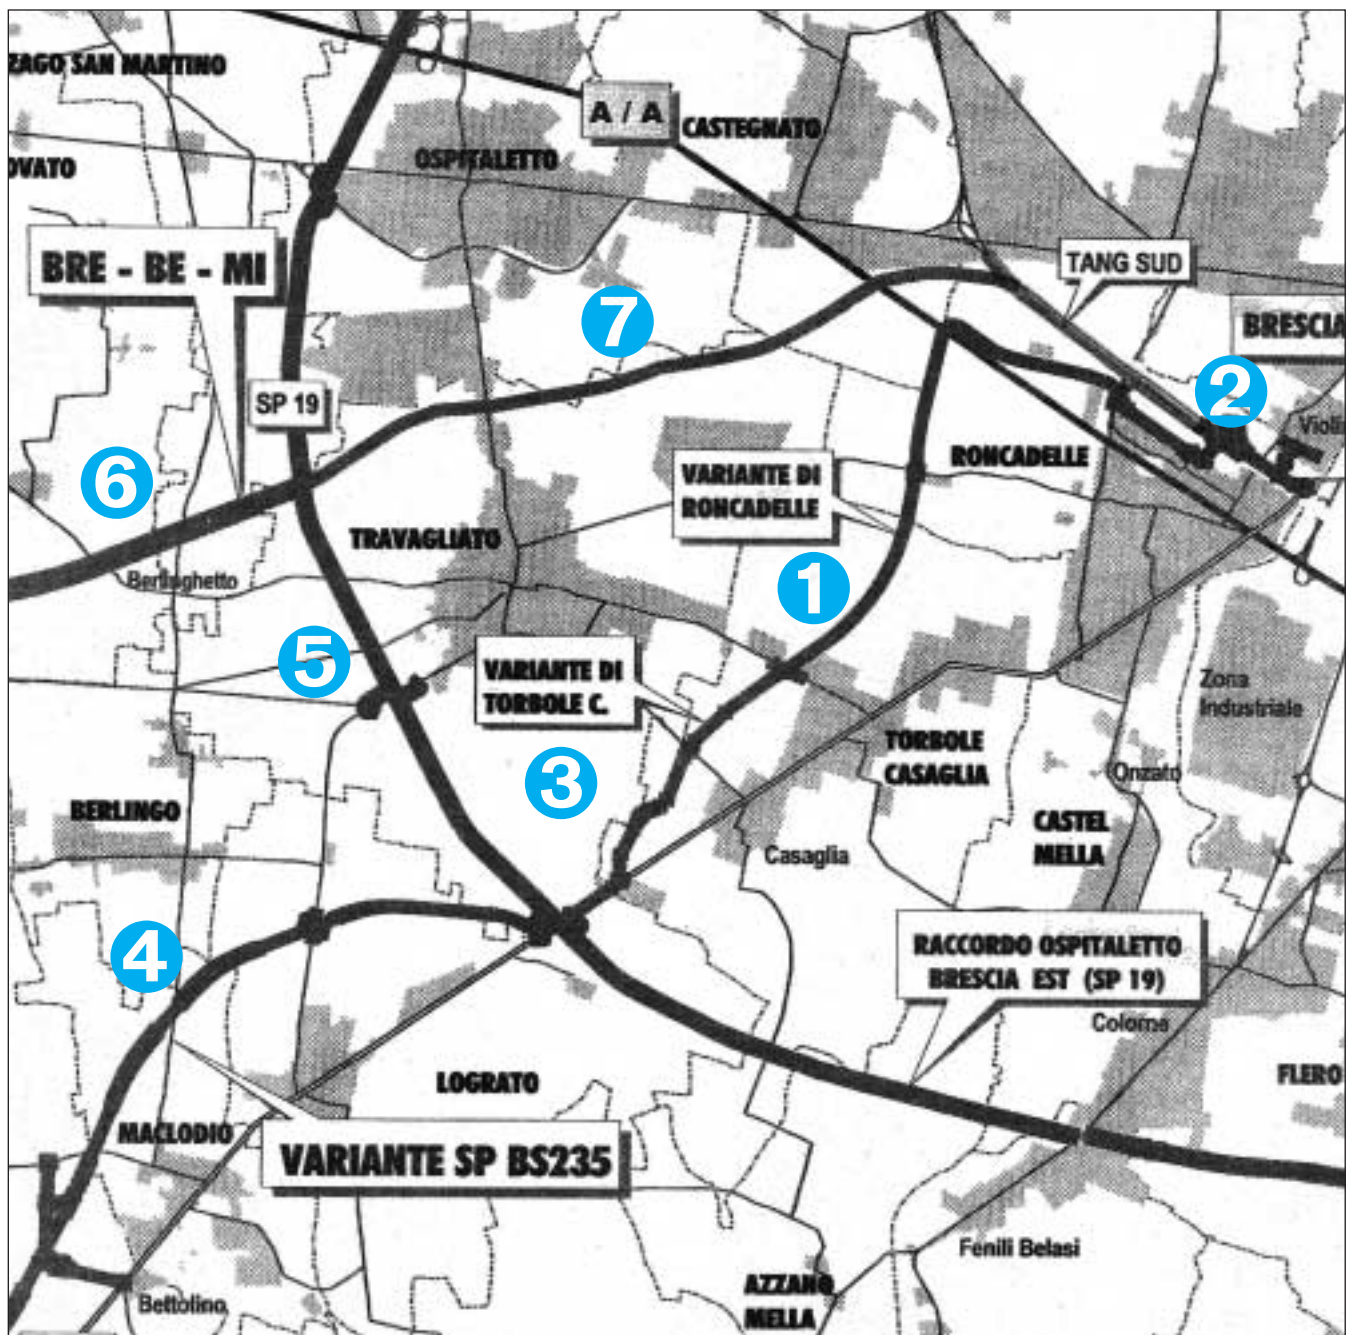 ZAGO SAN MARTINO
A / A
CASTEGNATO
OVATO
OSPITALETTO
BRE - BE - MI
TANG SUD
7
BRESCIA
SP 19
2
Violi
6
VARIANTE DI
RONCADELLE
RONCADELLE
TRAVAGLIATO
Berlinghetto
1
5
VARIANTE DI
TORBOLE C.
Zona
Industriale
TORBOLE
CASAGLIA
3
Onzato
BERLINGO
CASTEL
MELLA
Casaglia
4
RACCORDO OSPITALETTO
BRESCIA EST (SP 19)
Colorne
LOGRATO
FLERO
MACLODIO
VARIANTE SP BS235
Fenili Belasi
AZZANO
MELLA
Bettolino